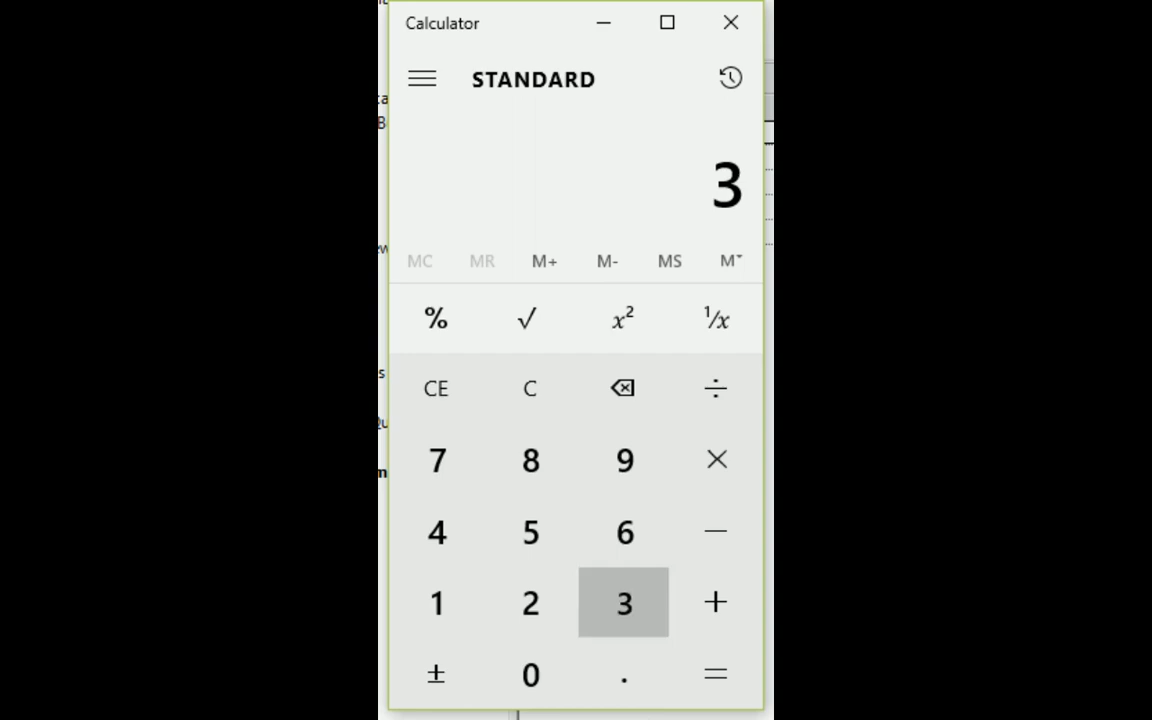 Calculator
STANDARD
3
MC MR M+ M- MS M˅
% √ x² ¹/x
CE C ÷
7 8 9 ×
4 5 6 −
1 2 3 +
± 0 . =